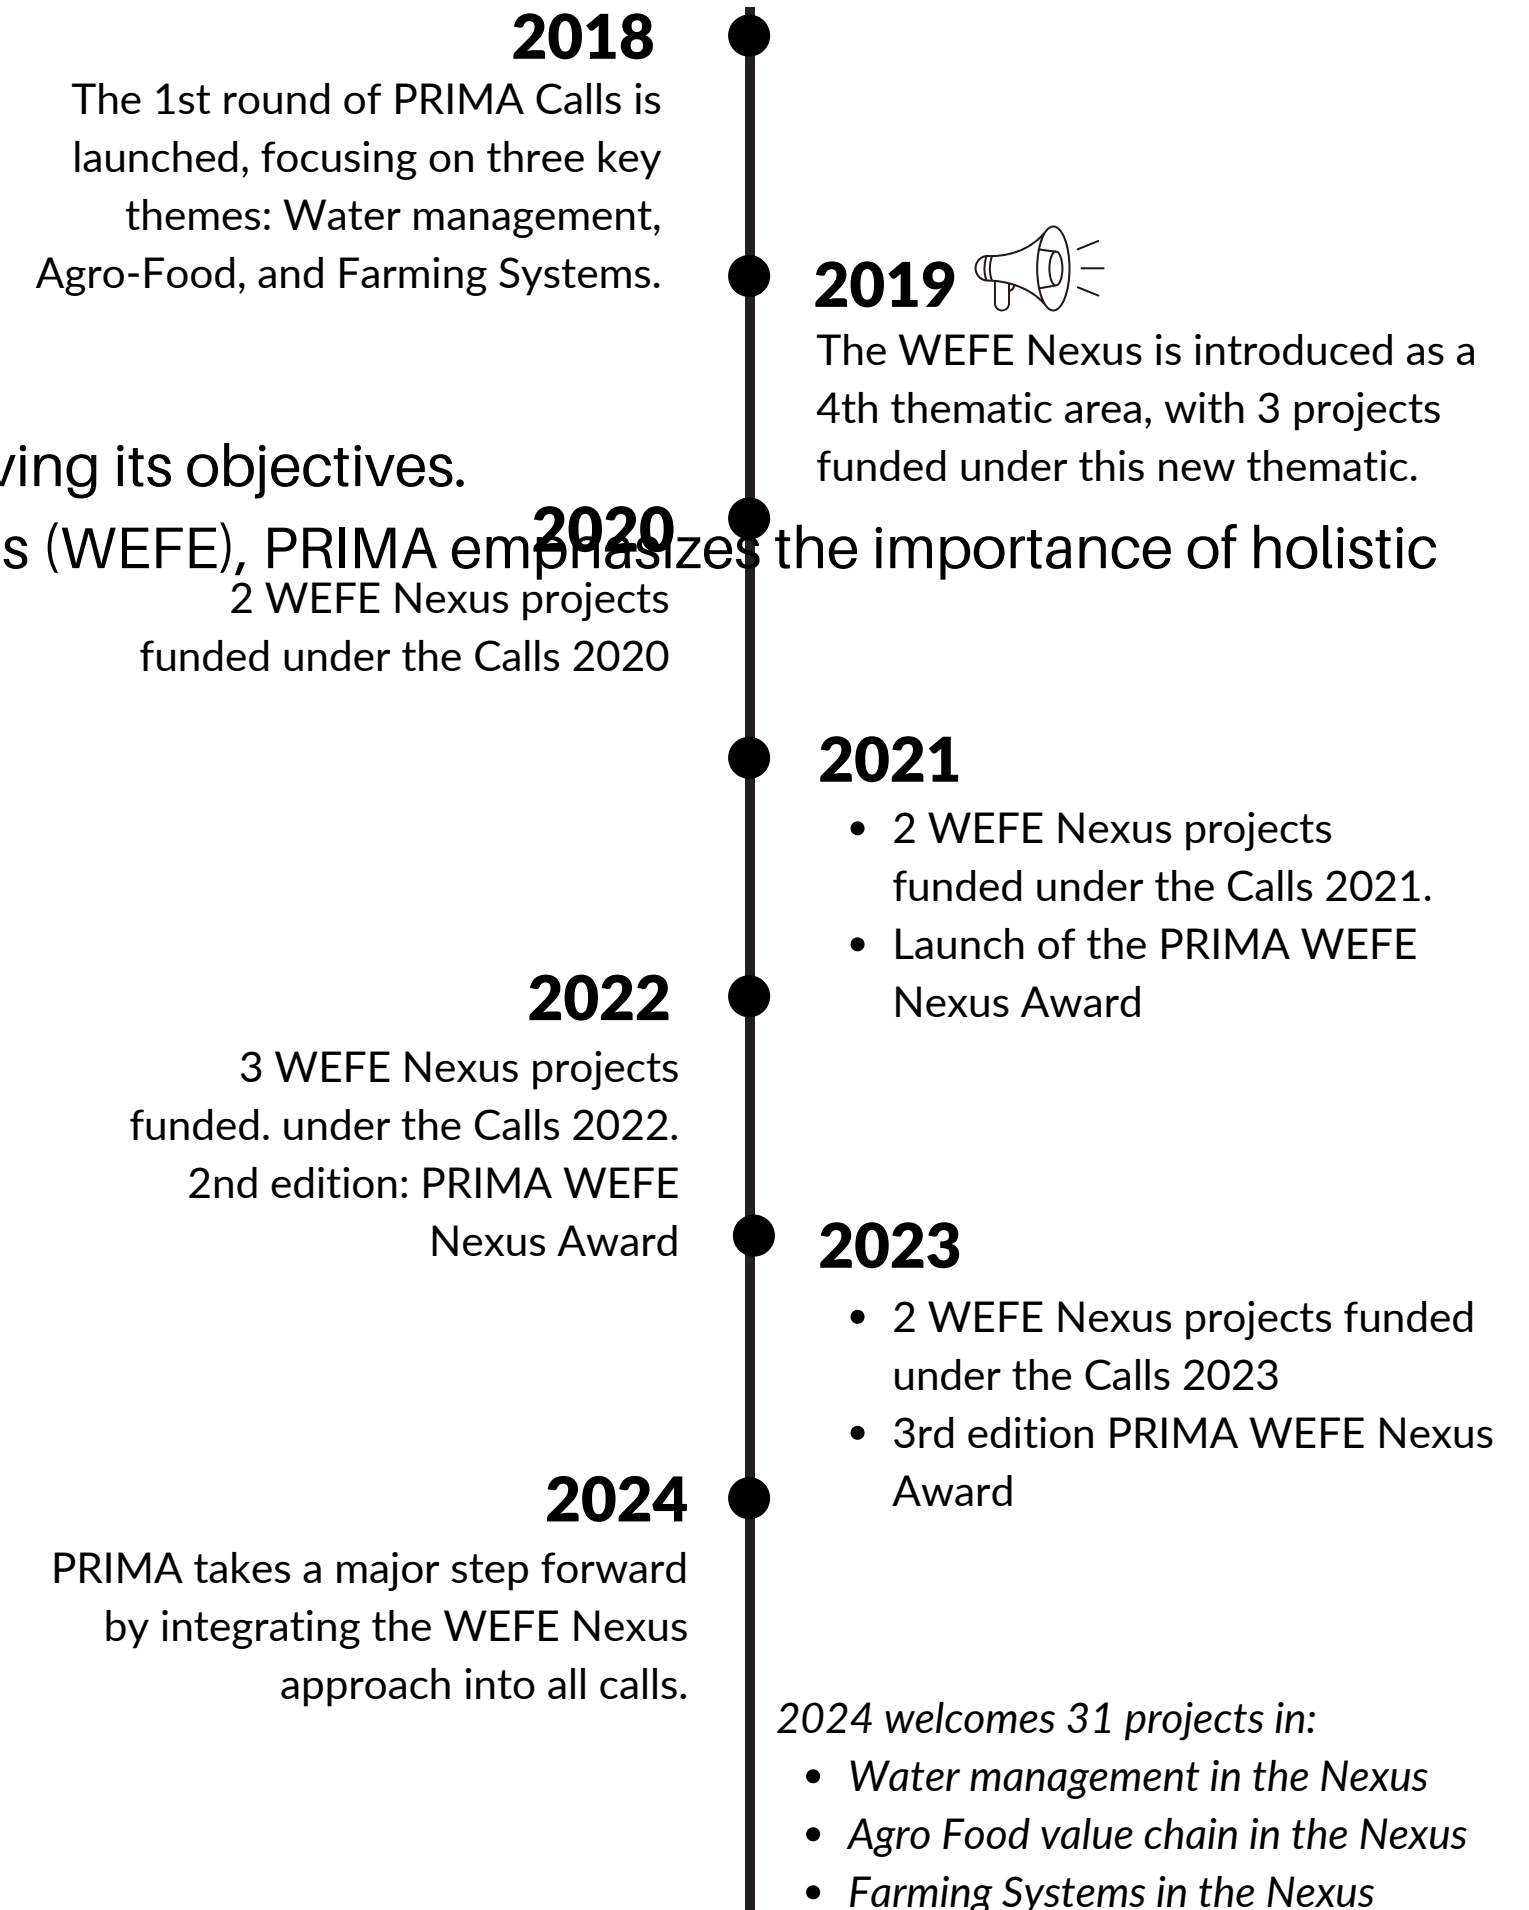 2018
The 1st round of PRIMA Calls is
launched, focusing on three key
themes: Water management,
Agro-Food, and Farming Systems.
2019
The WEFE Nexus is introduced as a
4th thematic area, with 3 projects
funded under this new thematic.
ving its objectives.
2020
s (WEFE), PRIMA emphasizes the importance of holistic
2 WEFE Nexus projects
funded under the Calls 2020
2021
• 2 WEFE Nexus projects
funded under the Calls 2021.
• Launch of the PRIMA WEFE
Nexus Award
2022
3 WEFE Nexus projects
funded. under the Calls 2022.
2nd edition: PRIMA WEFE
Nexus Award
2023
• 2 WEFE Nexus projects funded
under the Calls 2023
• 3rd edition PRIMA WEFE Nexus
Award
2024
PRIMA takes a major step forward
by integrating the WEFE Nexus
approach into all calls.
2024 welcomes 31 projects in:
• Water management in the Nexus
• Agro Food value chain in the Nexus
• Farming Systems in the Nexus